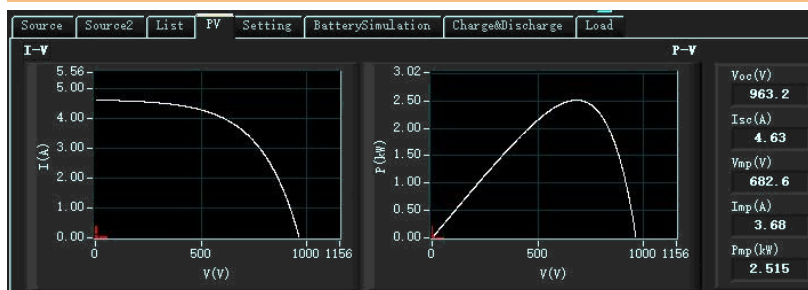 Source Source2 List PV Setting BatterySimulation Charge&Discharge Load
I-V P-V
5.56
5.00
4.00
3.00
2.00
1.00
0.00
I(A)
0 500 1000 1156
V(V)
3.02
2.50
2.00
1.50
1.00
0.50
0.00
P(kW)
0 500 1000 1156
V(V)
Voc(V)
963.2
Isc(A)
4.63
Vmp(V)
682.6
Imp(A)
3.68
Pmp(kW)
2.515